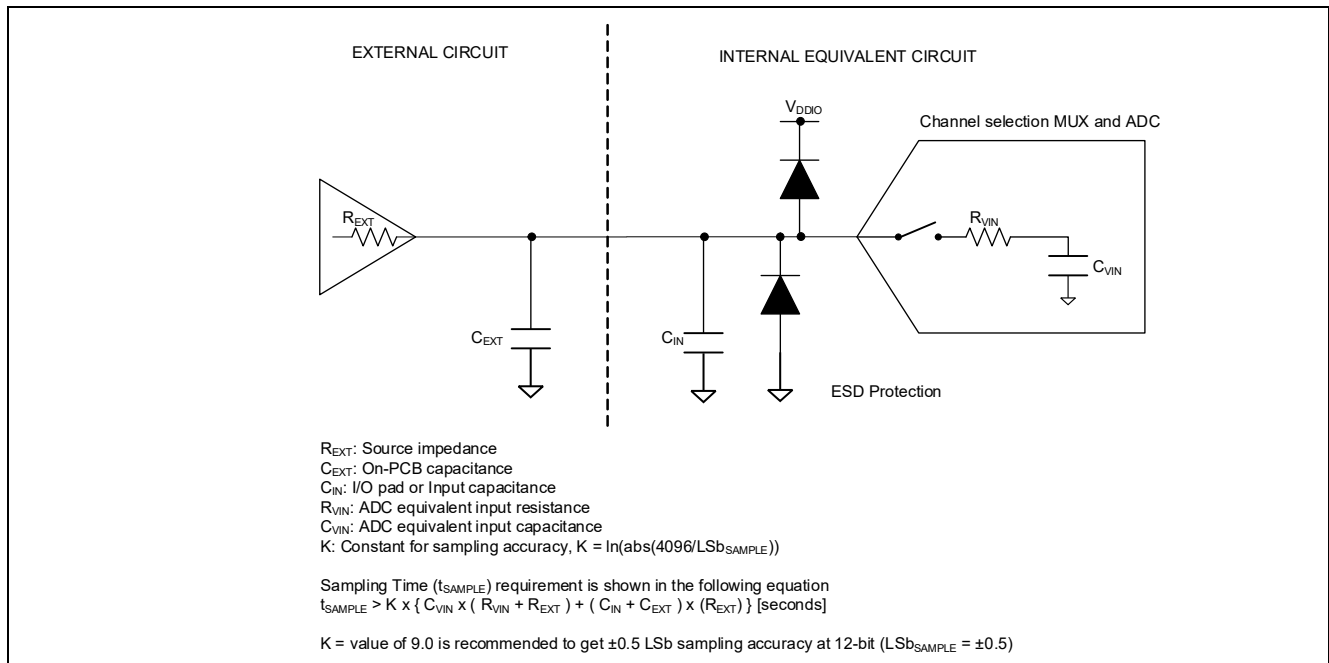 EXTERNAL CIRCUIT
INTERNAL EQUIVALENT CIRCUIT
VDDIO
Channel selection MUX and ADC
REXT
RVIN
CVIN
CEXT
CIN
ESD Protection
REXT: Source impedance
CEXT: On-PCB capacitance
CIN: I/O pad or Input capacitance
RVIN: ADC equivalent input resistance
CVIN: ADC equivalent input capacitance
K: Constant for sampling accuracy, K = ln(abs(4096/LSbSAMPLE))
Sampling Time (tSAMPLE) requirement is shown in the following equation
tSAMPLE > K x { CVIN x ( RVIN + REXT ) + ( CIN + CEXT ) x (REXT) } [seconds]
K = value of 9.0 is recommended to get ±0.5 LSb sampling accuracy at 12-bit (LSbSAMPLE = ±0.5)